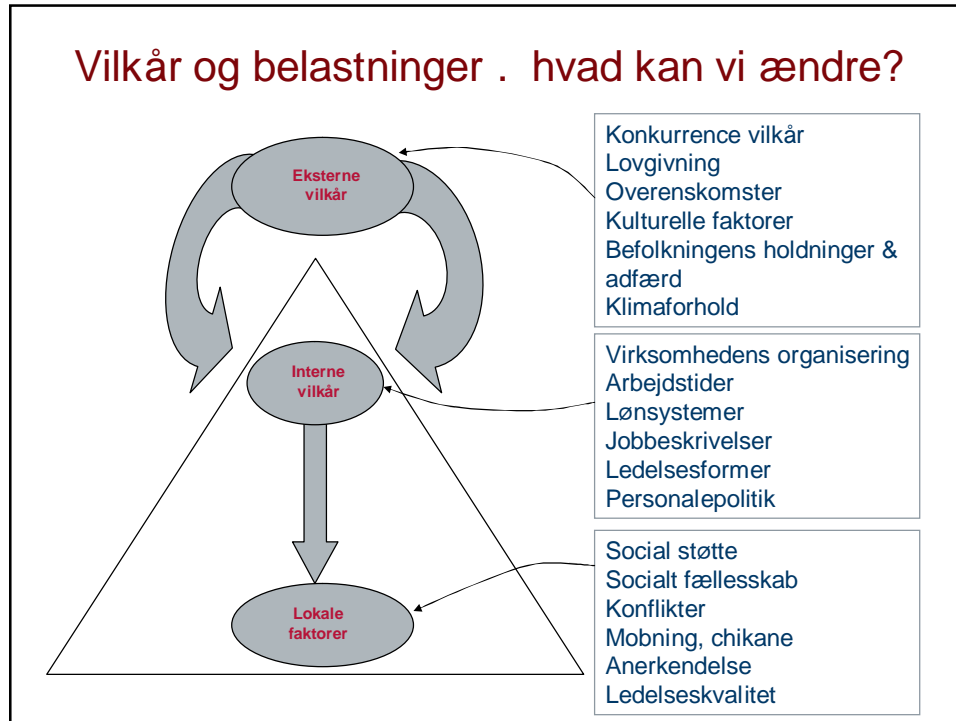 Vilkår og belastninger . hvad kan vi ændre?
Eksterne
vilkår
Konkurrence vilkår
Lovgivning
Overenskomster
Kulturelle faktorer
Befolkningens holdninger &
adfærd
Klimaforhold
Interne
vilkår
Virksomhedens organisering
Arbejdstider
Lønsystemer
Jobbeskrivelser
Ledelsesformer
Personalepolitik
Lokale
faktorer
Social støtte
Socialt fællesskab
Konflikter
Mobning, chikane
Anerkendelse
Ledelseskvalitet